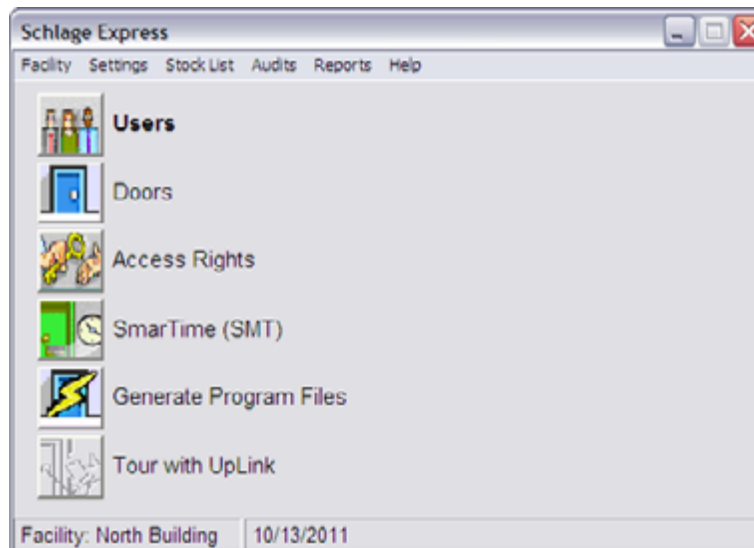 Schlage Express
Facility Settings Stock List Audits Reports Help
Users
Doors
Access Rights
SmarTime (SMT)
Generate Program Files
Tour with UpLink
Facility: North Building 10/13/2011